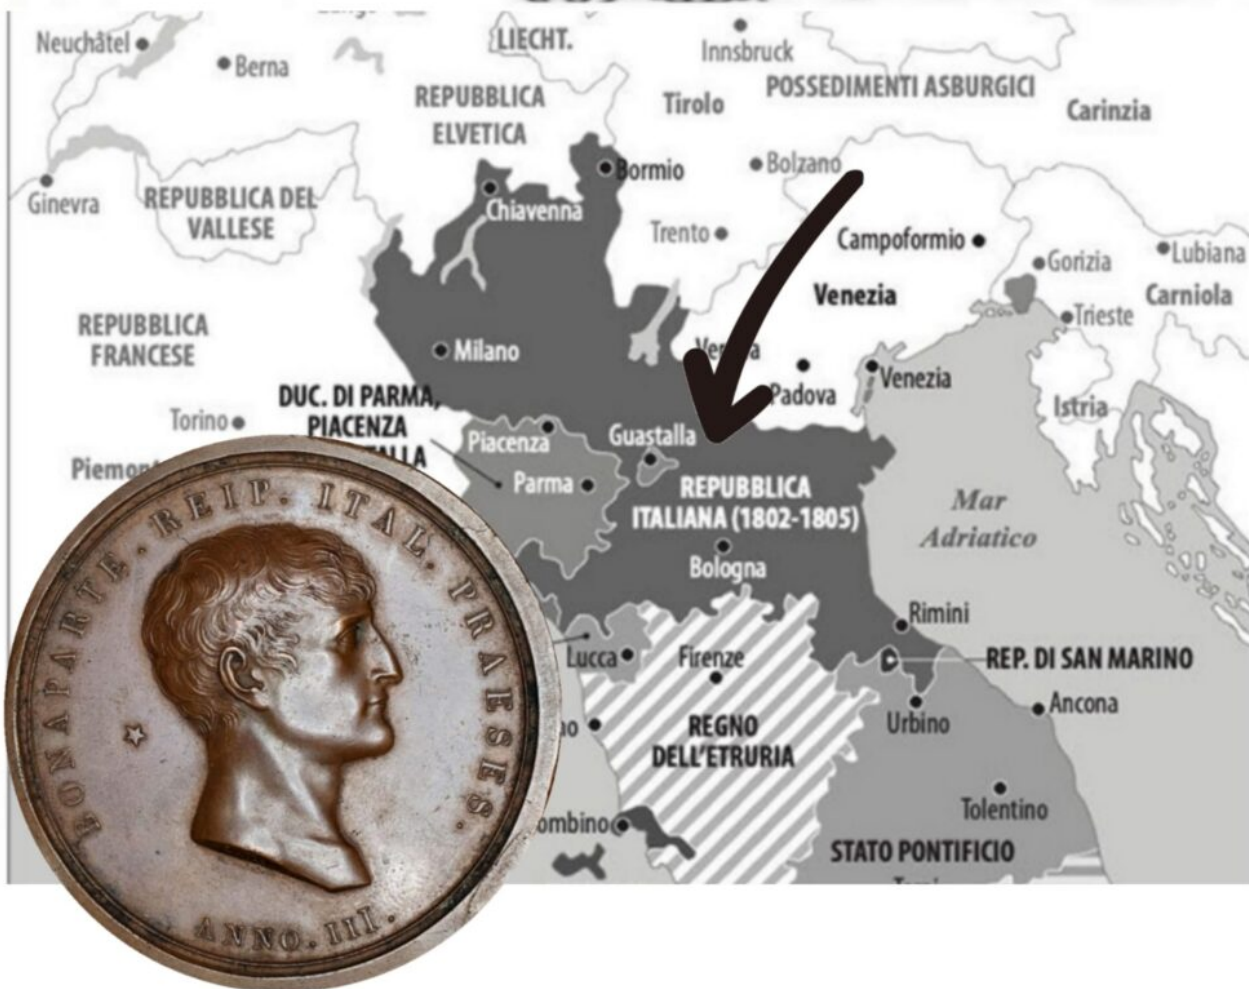 Neuchâtel
Berna
LIECHT.
Innsbruck
REPUBBLICA
ELVETICA
Tirolo
POSSEDIMENTI ASBURGICI
Carinzia
Ginevra
REPUBBLICA DEL
VALLESE
Chiavenna
Bormio
Bolzano
Trento
Campoformio
Gorizia
Lubiana
Venezia
Carniola
REPUBBLICA
FRANCESE
Milano
Trieste
Padova
Venezia
Istria
DUC. DI PARMA,
PIACENZA
Torino
Piacenza
Guastalla
Parma
REPUBBLICA
ITALIANA (1802-1805)
Mar
Adriatico
Bologna
Rimini
Lucca
Firenze
REP. DI SAN MARINO
Urbino
Ancona
REGNO
DELL'ETRURIA
Tolentino
STATO PONTIFICIO
BONAPARTE. REIP. ITAL. PRAESES.
ANNO. III.